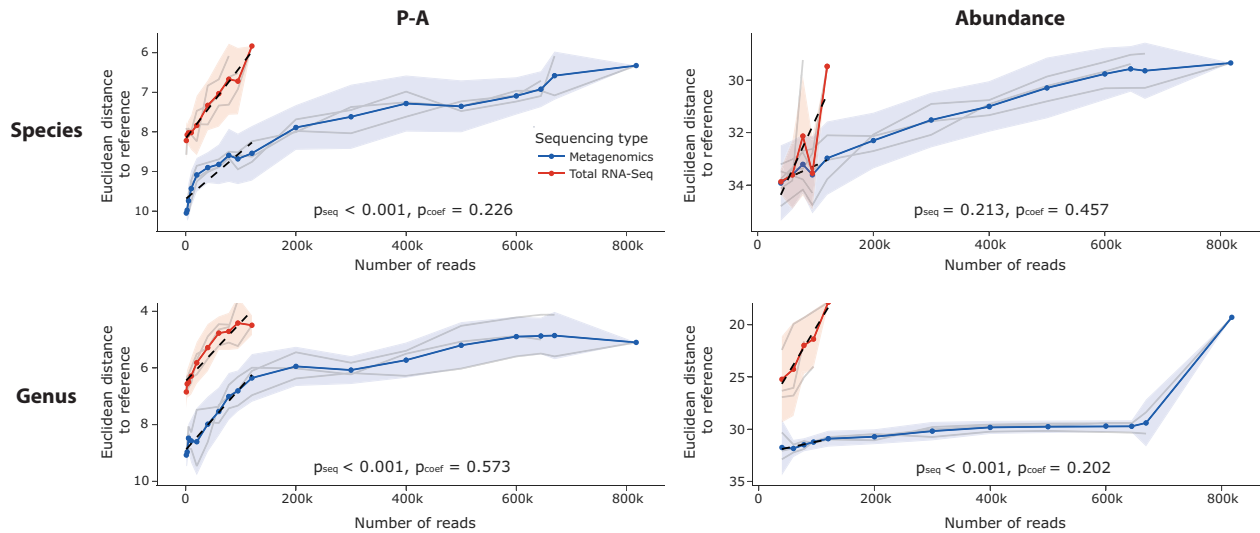 P-A
Abundance
Species
Euclidean distance
to reference
6
7
8
9
10
0
200k
400k
600k
800k
Number of reads
Sequencing type
Metagenomics
Total RNA-Seq
pseq < 0.001, pcoef = 0.226
Euclidean distance
to reference
30
32
34
0
200k
400k
600k
800k
Number of reads
pseq = 0.213, pcoef = 0.457
Genus
Euclidean distance
to reference
4
6
8
10
0
200k
400k
600k
800k
Number of reads
pseq < 0.001, pcoef = 0.573
Euclidean distance
to reference
20
25
30
35
0
200k
400k
600k
800k
Number of reads
pseq < 0.001, pcoef = 0.202